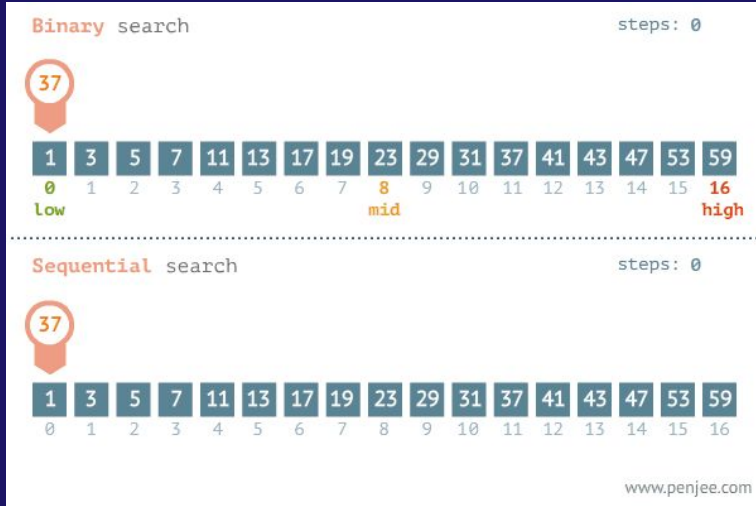 Binary search steps: 0
37
1 3 5 7 11 13 17 19 23 29 31 37 41 43 47 53 59
0 1 2 3 4 5 6 7 8 9 10 11 12 13 14 15 16
low mid high
Sequential search steps: 0
37
1 3 5 7 11 13 17 19 23 29 31 37 41 43 47 53 59
0 1 2 3 4 5 6 7 8 9 10 11 12 13 14 15 16
www.penjee.com